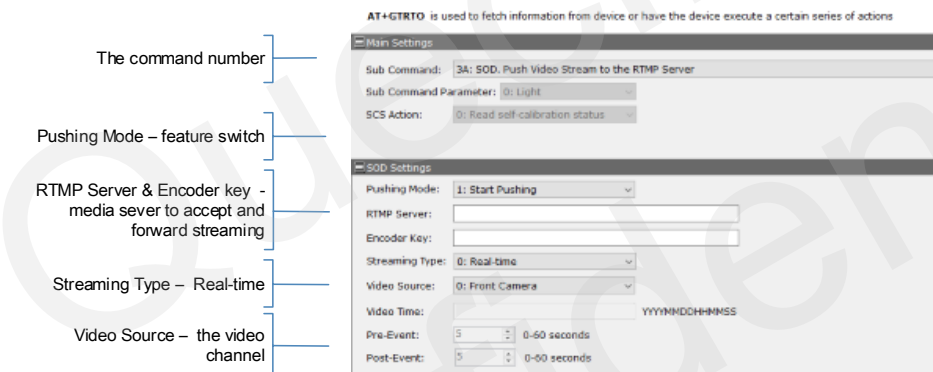 AT+GTRTO is used to fetch information from device or have the device execute a certain series of actions
The command number
Main Settings
Sub Command: 3A: SOD. Push Video Stream to the RTMP Server
Sub Command Parameter: 0: Light
SCS Action: 0: Read self-calibration status
Pushing Mode – feature switch
SOD Settings
Pushing Mode: 1: Start Pushing
RTMP Server & Encoder key -
media sever to accept and
forward streaming
RTMP Server:
Encoder Key:
Streaming Type – Real-time
Streaming Type: 0: Real-time
Video Source: 0: Front Camera
Video Time: YYYYMMDDHHMMSS
Video Source – the video
channel
Pre-Event: 5 0-60 seconds
Post-Event: 5 0-60 seconds